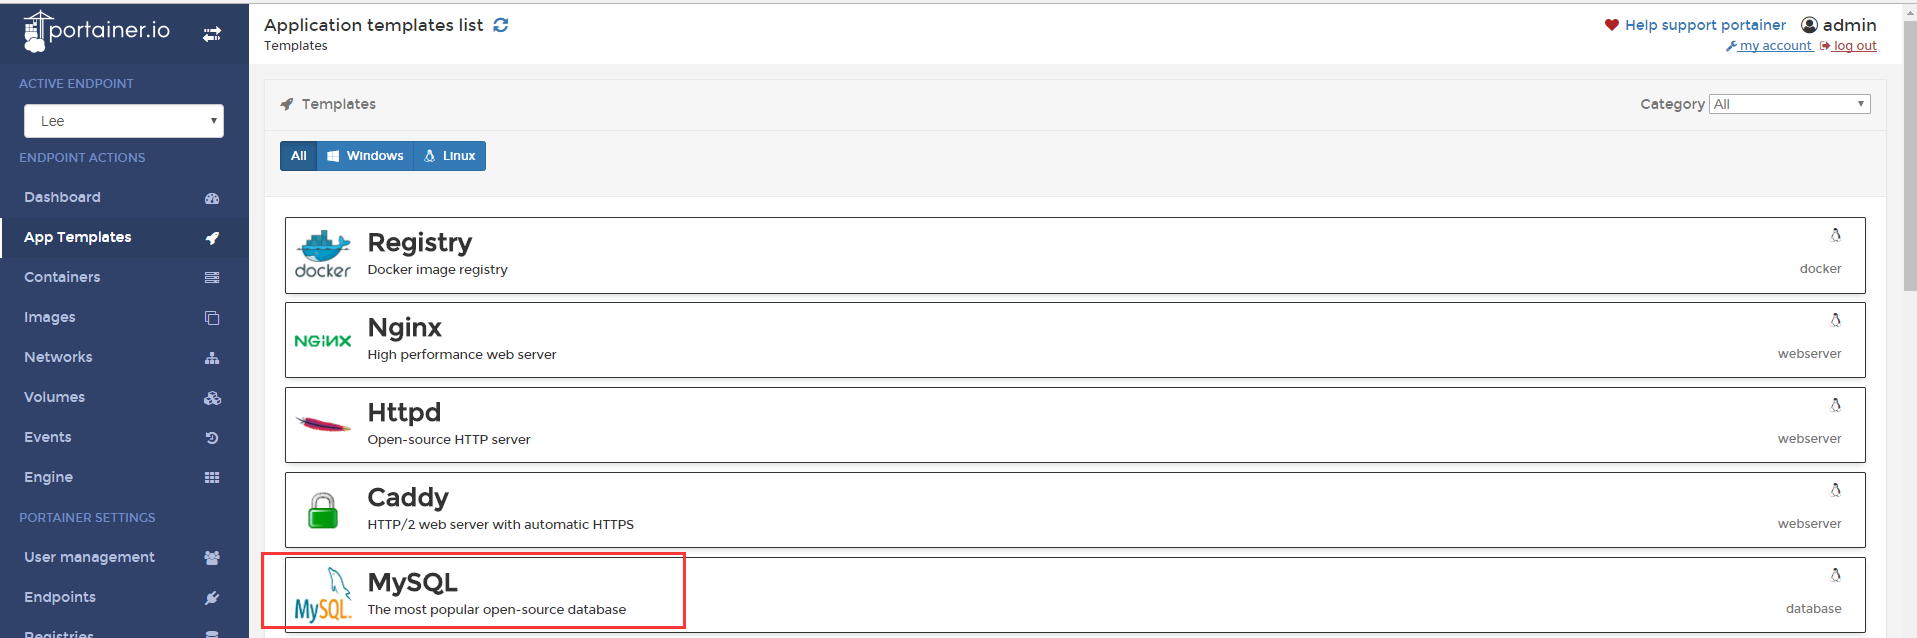 portainer.io
ACTIVE ENDPOINT
Lee
ENDPOINT ACTIONS
Dashboard
App Templates
Containers
Images
Networks
Volumes
Events
Engine
PORTAINER SETTINGS
User management
Endpoints
Registries
Application templates list
Templates
Help support portainer
admin
my account
log out
Templates
Category All
All Windows Linux
docker
Registry
Docker image registry
docker
NGINX
Nginx
High performance web server
webserver
Httpd
Open-source HTTP server
webserver
Caddy
HTTP/2 web server with automatic HTTPS
webserver
MySQL
MySQL
The most popular open-source database
database